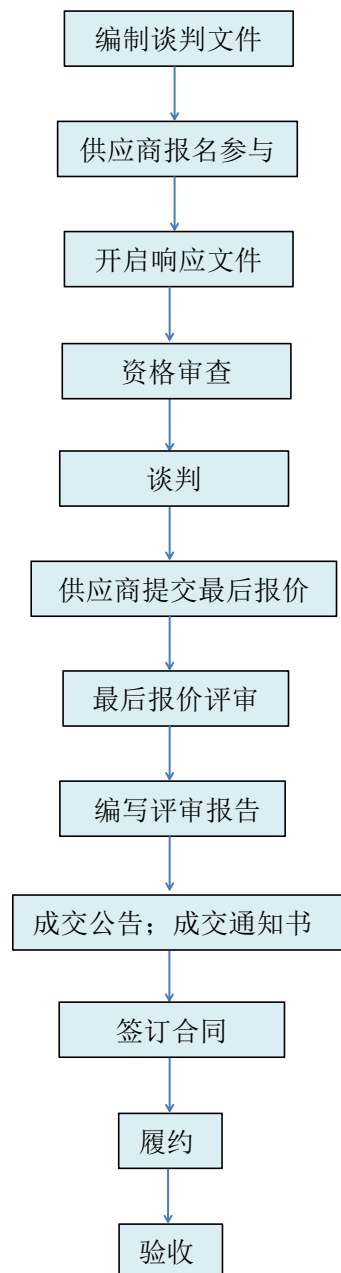 编制谈判文件
供应商报名参与
开启响应文件
资格审查
谈判
供应商提交最后报价
最后报价评审
编写评审报告
成交公告；成交通知书
签订合同
履约
验收